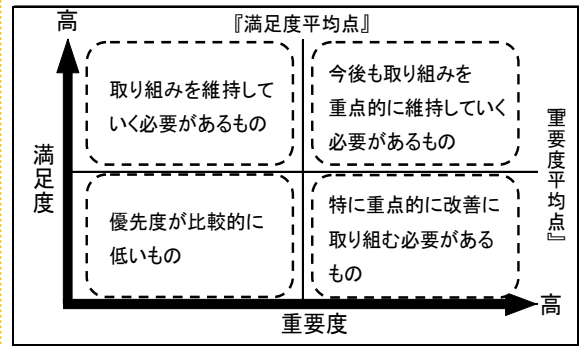 高
『満足度平均点』
取り組みを維持して
いく必要があるもの
今後も取り組みを
重点的に維持していく
必要があるもの
満足度
『重要度平均点』
優先度が比較的に
低いもの
特に重点的に改善に
取り組む必要がある
もの
高
重要度